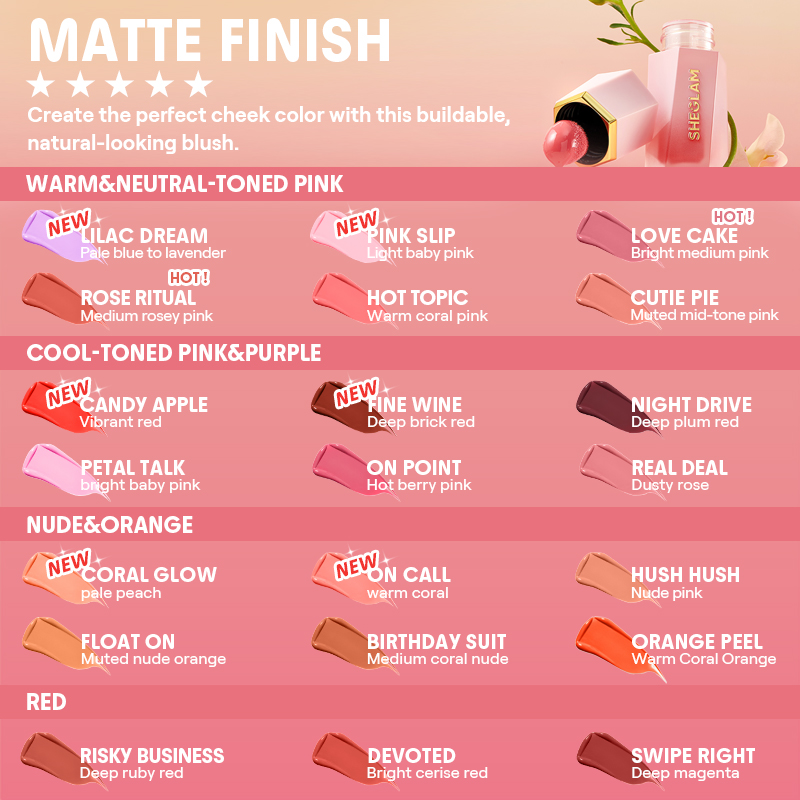 MATTE FINISH
Create the perfect cheek color with this buildable,
natural-looking blush.
SHEGLAM
WARM&NEUTRAL-TONED PINK
NEW
LILAC DREAM
Pale blue to lavender
NEW
PINK SLIP
Light baby pink
HOT!
LOVE CAKE
Bright medium pink
HOT!
ROSE RITUAL
Medium rosey pink
HOT TOPIC
Warm coral pink
CUTIE PIE
Muted mid-tone pink
COOL-TONED PINK&PURPLE
NEW
CANDY APPLE
Vibrant red
NEW
FINE WINE
Deep brick red
NIGHT DRIVE
Deep plum red
PETAL TALK
bright baby pink
ON POINT
Hot berry pink
REAL DEAL
Dusty rose
NUDE&ORANGE
NEW
CORAL GLOW
pale peach
NEW
ON CALL
warm coral
HUSH HUSH
Nude pink
FLOAT ON
Muted nude orange
BIRTHDAY SUIT
Medium coral nude
ORANGE PEEL
Warm Coral Orange
RED
RISKY BUSINESS
Deep ruby red
DEVOTED
Bright cerise red
SWIPE RIGHT
Deep magenta